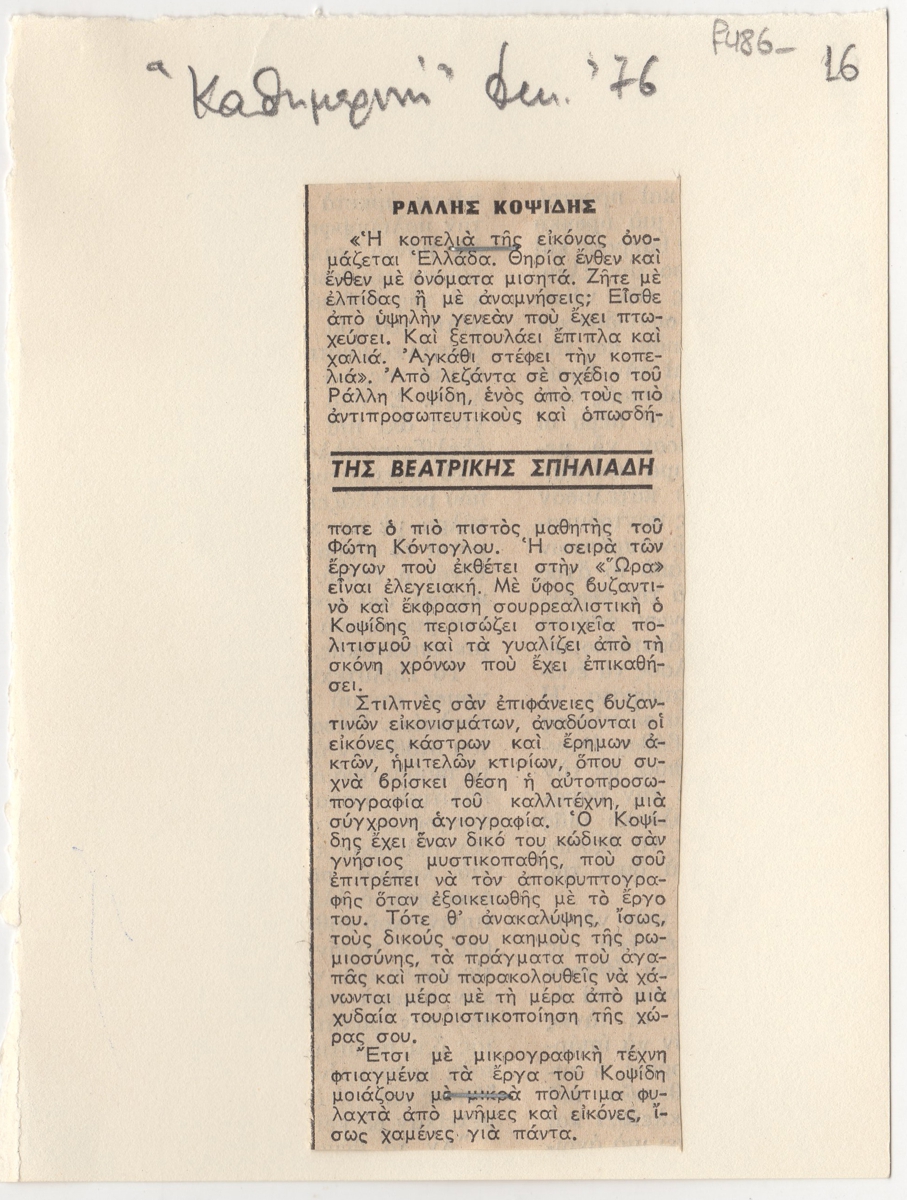 F486-
16
"Καθημερινή" Δεκ. '76
ΡΑΛΛΗΣ ΚΟΨΙΔΗΣ
«Ἡ κοπελιὰ τῆς εἰκόνας ὀνο-
μάζεται Ἑλλάδα. Θηρία ἔνθεν καὶ
ἔνθεν μὲ ὀνόματα μισητά. Ζῆτε μὲ
ἐλπίδας ἢ μὲ ἀναμνήσεις; Εἶσθε
ἀπὸ ὑψηλὴν γενεὰν ποὺ ἔχει πτω-
χεύσει. Καὶ ξεπουλάει ἔπιπλα καὶ
χαλιά. Ἀγκάθι στέφει τὴν κοπε-
λιά». Ἀπὸ λεζάντα σὲ σχέδιο τοῦ
Ράλλη Κοψίδη, ἑνὸς ἀπὸ τοὺς πιὸ
ἀντιπροσωπευτικοὺς καὶ ὁπωσδή-
ΤΗΣ ΒΕΑΤΡΙΚΗΣ ΣΠΗΛΙΑΔΗ
ποτε ὁ πιὸ πιστὸς μαθητὴς τοῦ
Φώτη Κόντογλου. Ἡ σειρὰ τῶν
ἔργων ποὺ ἐκθέτει στὴν «Ὥρα»
εἶναι ἐλεγειακή. Μὲ ὕφος βυζαντι-
νὸ καὶ ἔκφραση σουρρεαλιστικὴ ὁ
Κοψίδης περισώζει στοιχεῖα πο-
λιτισμοῦ καὶ τὰ γυαλίζει ἀπὸ τὴ
σκόνη χρόνων ποὺ ἔχει ἐπικαθή-
σει.
Στιλπνὲς σὰν ἐπιφάνειες βυζαν-
τινῶν εἰκονισμάτων, ἀναδύονται οἱ
εἰκόνες κάστρων καὶ ἔρημων ἀ-
κτῶν, ἡμιτελῶν κτιρίων, ὅπου συ-
χνὰ βρίσκει θέση ἡ αὐτοπροσω-
πογραφία τοῦ καλλιτέχνη, μιὰ
σύγχρονη ἁγιογραφία. Ὁ Κοψί-
δης ἔχει ἕναν δικό του κώδικα σὰν
γνήσιος μυστικοπαθής, ποὺ σοῦ
ἐπιτρέπει νὰ τὸν ἀποκρυπτογρα-
φῆς ὅταν ἐξοικειωθῆς μὲ τὸ ἔργο
του. Τότε θ' ἀνακαλύψης, ἴσως,
τοὺς δικούς σου καημοὺς τῆς ρω-
μιοσύνης, τὰ πράγματα ποὺ ἀγα-
πᾶς καὶ ποὺ παρακολουθεῖς νὰ χά-
νωνται μέρα μὲ τὴ μέρα ἀπὸ μιὰ
χυδαία τουριστικοποίηση τῆς χώ-
ρας σου.
Ἔτσι μὲ μικρογραφικὴ τέχνη
φτιαγμένα τὰ ἔργα τοῦ Κοψίδη
μοιάζουν μὲ μικρὰ πολύτιμα φυ-
λαχτὰ ἀπὸ μνῆμες καὶ εἰκόνες, ἴ-
σως χαμένες γιὰ πάντα.